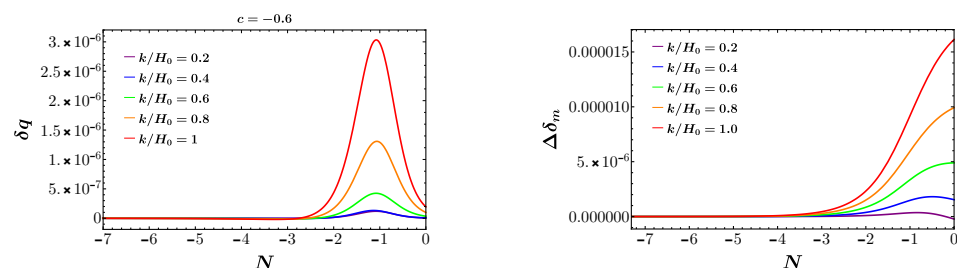 c = −0.6
3. × 10⁻⁶
2.5 × 10⁻⁶
2. × 10⁻⁶
1.5 × 10⁻⁶
1. × 10⁻⁶
5. × 10⁻⁷
0
δq
k/H₀ = 0.2
k/H₀ = 0.4
k/H₀ = 0.6
k/H₀ = 0.8
k/H₀ = 1
−7 −6 −5 −4 −3 −2 −1 0
N
0.000015
0.000010
5. × 10⁻⁶
0.000000
Δδₘ
k/H₀ = 0.2
k/H₀ = 0.4
k/H₀ = 0.6
k/H₀ = 0.8
k/H₀ = 1.0
−7 −6 −5 −4 −3 −2 −1 0
N